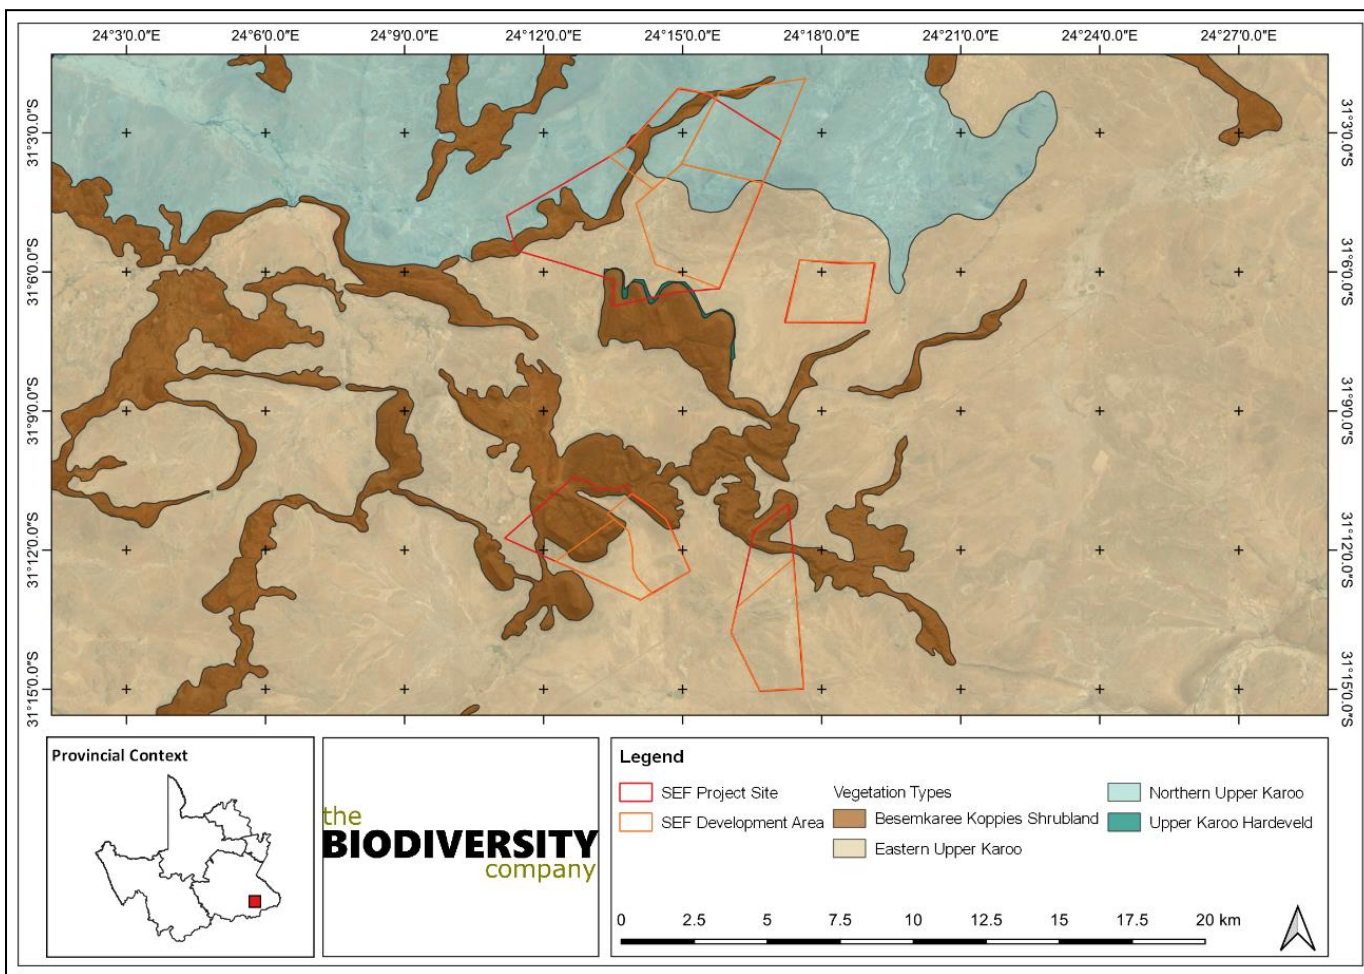 24°3'0.0"E 24°6'0.0"E 24°9'0.0"E 24°12'0.0"E 24°15'0.0"E 24°18'0.0"E 24°21'0.0"E 24°24'0.0"E 24°27'0.0"E
31°3'0.0"S 31°3'0.0"S
31°6'0.0"S 31°6'0.0"S
31°9'0.0"S 31°9'0.0"S
31°12'0.0"S 31°12'0.0"S
31°15'0.0"S 31°15'0.0"S
Provincial Context
the
BIODIVERSITY
company
Legend
SEF Project Site
SEF Development Area
Vegetation Types
Besemkaree Koppies Shrubland
Eastern Upper Karoo
Northern Upper Karoo
Upper Karoo Hardeveld
0 2.5 5 7.5 10 12.5 15 17.5 20 km